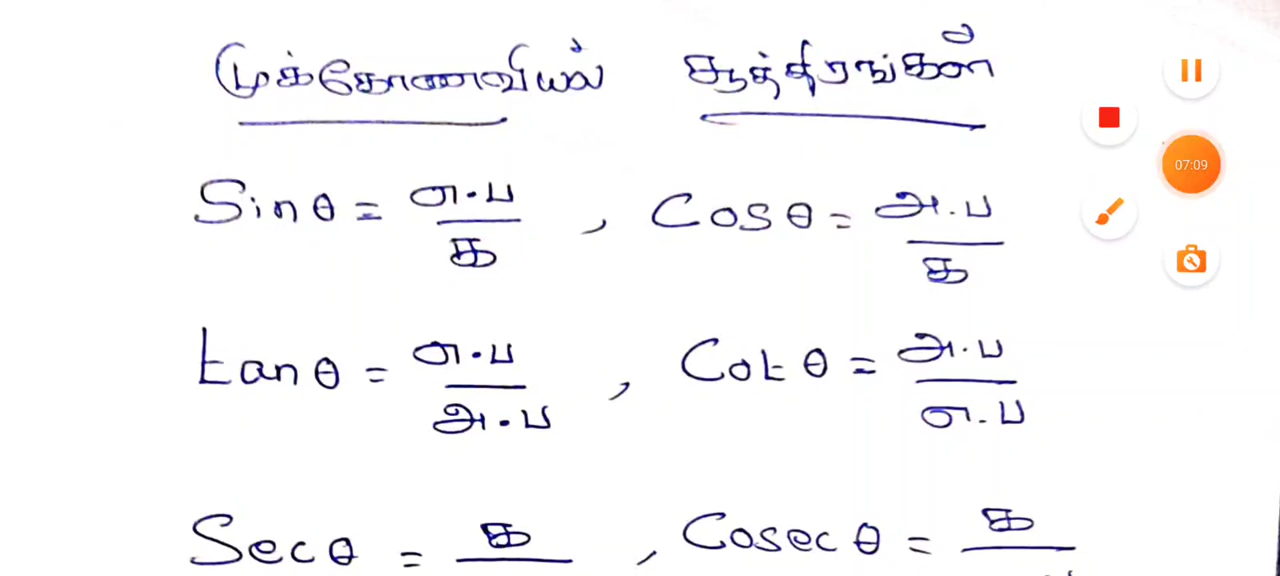 முக்கோணவியல் சூத்திரங்கள்
Sinθ = எ.ப / க , Cosθ = அ.ப / க
tanθ = எ.ப / அ.ப , Cotθ = அ.ப / எ.ப
Secθ = க / , Cosecθ = க /
07:09